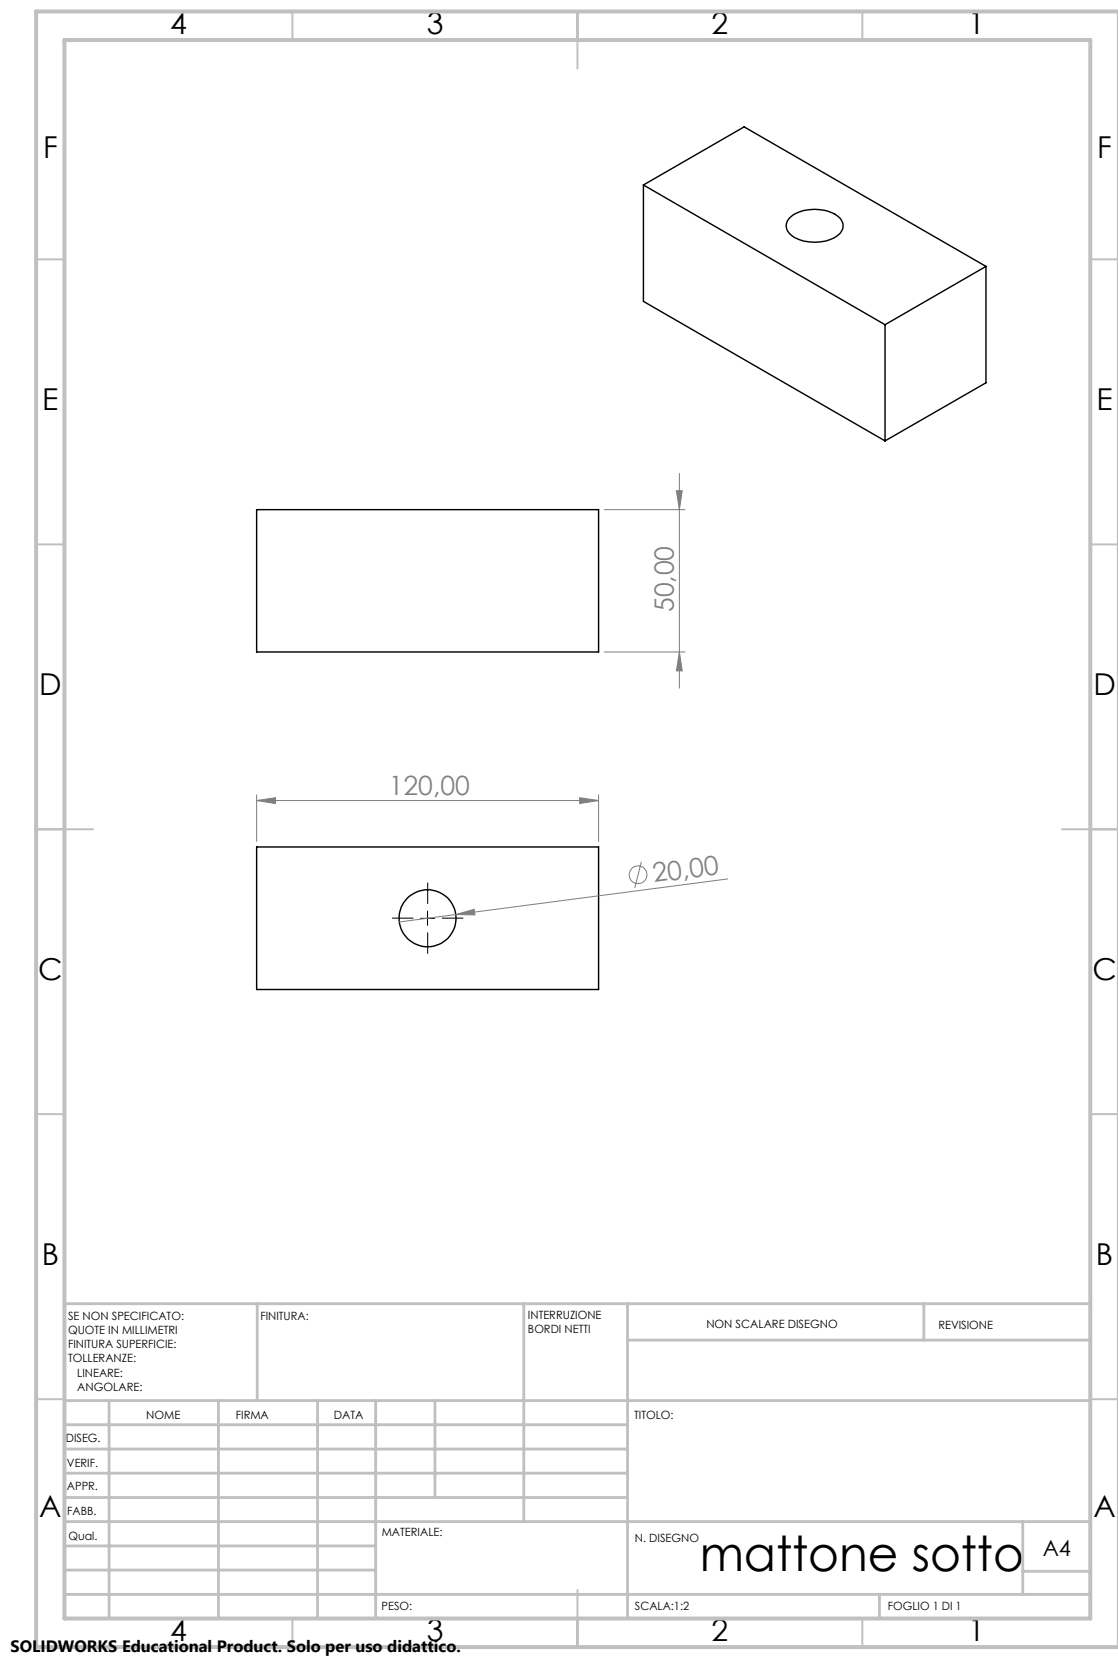 4 3 2 1
F F
E E
50,00
D D
120,00
∅ 20,00
C C
B B
SE NON SPECIFICATO:
QUOTE IN MILLIMETRI
FINITURA SUPERFICIE:
TOLLERANZE:
LINEARE:
ANGOLARE:
FINITURA:
INTERRUZIONE
BORDI NETTI
NON SCALARE DISEGNO
REVISIONE
NOME FIRMA DATA
TITOLO:
DISEG.
VERIF.
APPR.
A A
FABB.
Qual.
MATERIALE:
N. DISEGNO
mattone sotto
A4
PESO:
SCALA:1:2
FOGLIO 1 DI 1
4 3 2 1
SOLIDWORKS Educational Product. Solo per uso didattico.